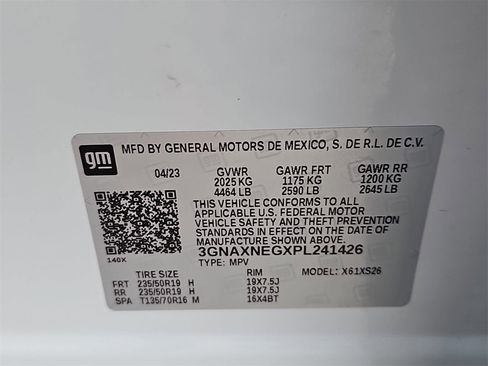 gm MFD BY GENERAL MOTORS DE MEXICO, S. DE R.L. DE C.V.
04/23 GVWR GAWR FRT GAWR RR
2025 KG 1175 KG 1200 KG
4464 LB 2590 LB 2645 LB
THIS VEHICLE CONFORMS TO ALL
APPLICABLE U.S. FEDERAL MOTOR
VEHICLE SAFETY AND THEFT PREVENTION
STANDARDS IN EFFECT ON THE DATE OF
MANUFACTURE SHOWN ABOVE.
3GNAXNEGXPL241426
140X TYPE: MPV
TIRE SIZE RIM MODEL: X61XS26
FRT 235/50R19 H 19X7.5J
RR 235/50R19 H 19X7.5J
SPA T135/70R16 M 16X4BT